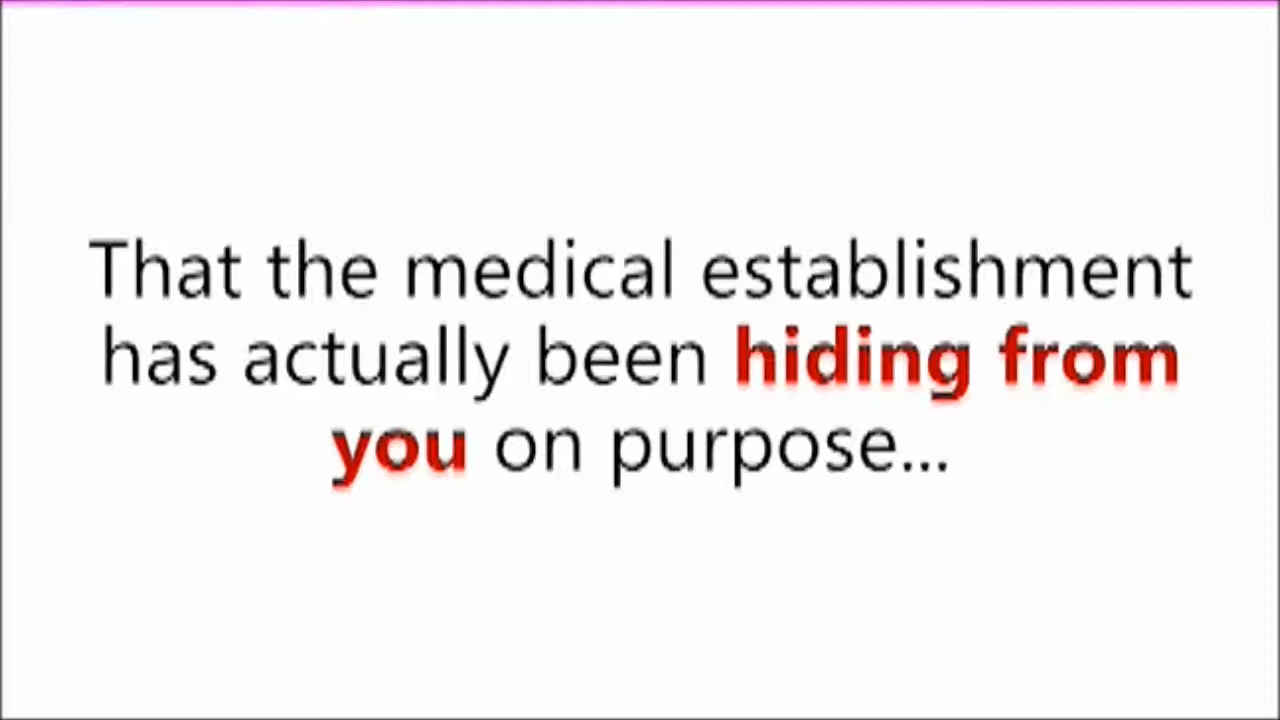 That the medical establishment
has actually been hiding from
you on purpose...